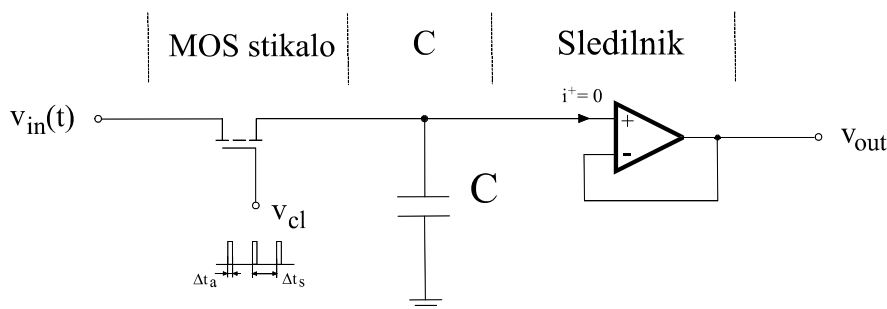 MOS stikalo C Sledilnik
v_in(t) i⁺= 0 + - v_out
C
v_cl
Δt_a Δt_s